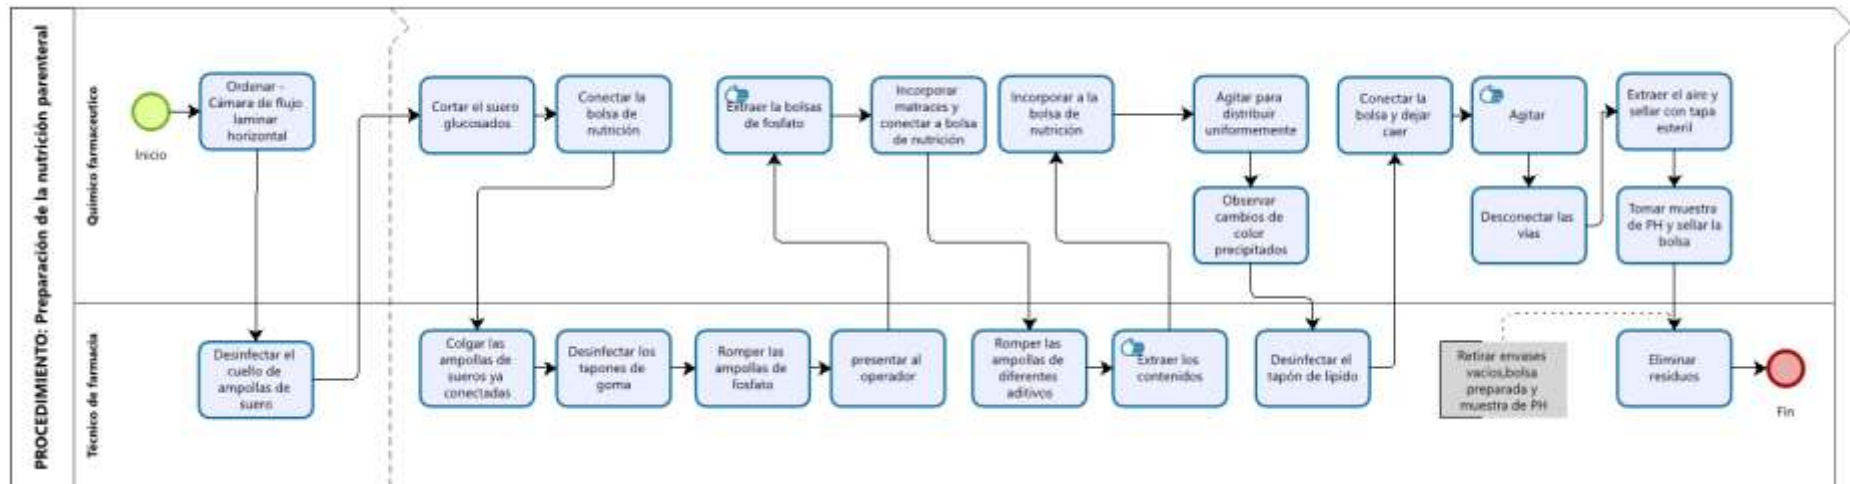 PROCEDIMIENTO: Preparación de la nutrición parenteral
Químico farmaceutico
Inicio
Ordenar -
Cámara de flujo
laminar
horizontal
Cortar el suero
glucosados
Conectar la
bolsa de
nutrición
Extraer la bolsas
de fosfato
Incorporar
matraces y
conectar a bolsa
de nutrición
Incorporar a la
bolsa de
nutrición
Agitar para
distribuir
uniformemente
Observar
cambios de
color
precipitados
Conectar la
bolsa y dejar
caer
Agitar
Desconectar las
vías
Extraer el aire y
sellar con tapa
esteril
Tomar muestra
de PH y sellar la
bolsa
Técnico de farmacia
Desinfectar el
cuello de
ampollas de
suero
Colgar las
ampollas de
sueros ya
conectadas
Desinfectar los
tapones de
goma
Romper las
ampollas de
fosfato
presentar al
operador
Romper las
ampollas de
diferentes
aditivos
Extraer los
contenidos
Desinfectar el
tapón de lípido
Retirar envases
vacíos,bolsa
preparada y
muestra de PH
Eliminar
residuos
Fin